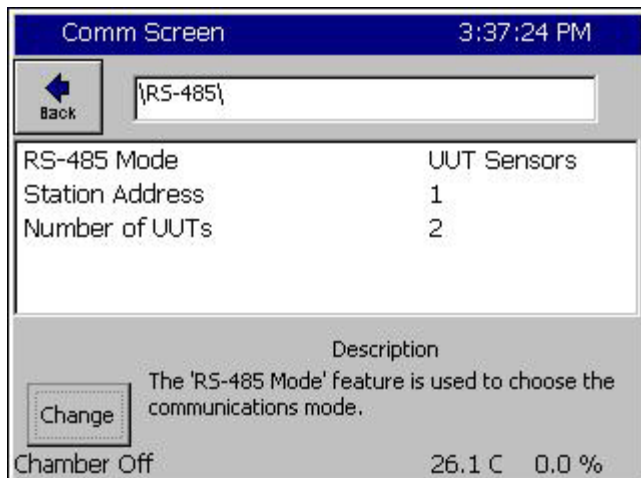 Comm Screen 3:37:24 PM
Back
\RS-485\
RS-485 Mode UUT Sensors
Station Address 1
Number of UUTs 2
Description
The 'RS-485 Mode' feature is used to choose the
communications mode.
Change
Chamber Off 26.1 C 0.0 %